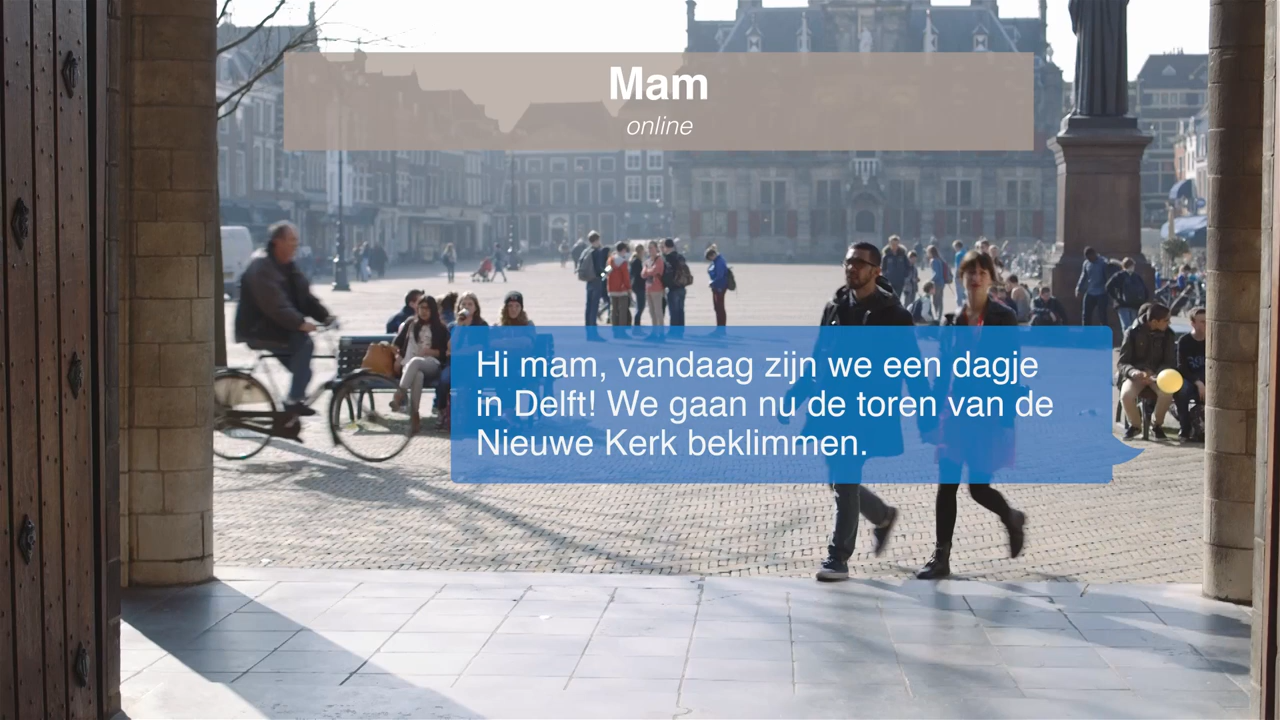 Mam
online
Hi mam, vandaag zijn we een dagje
in Delft! We gaan nu de toren van de
Nieuwe Kerk beklimmen.